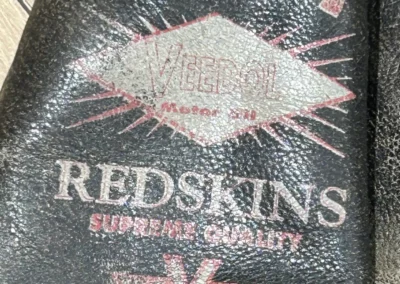 VEEDOL
Motor Oil
REDSKINS
SUPREME QUALITY